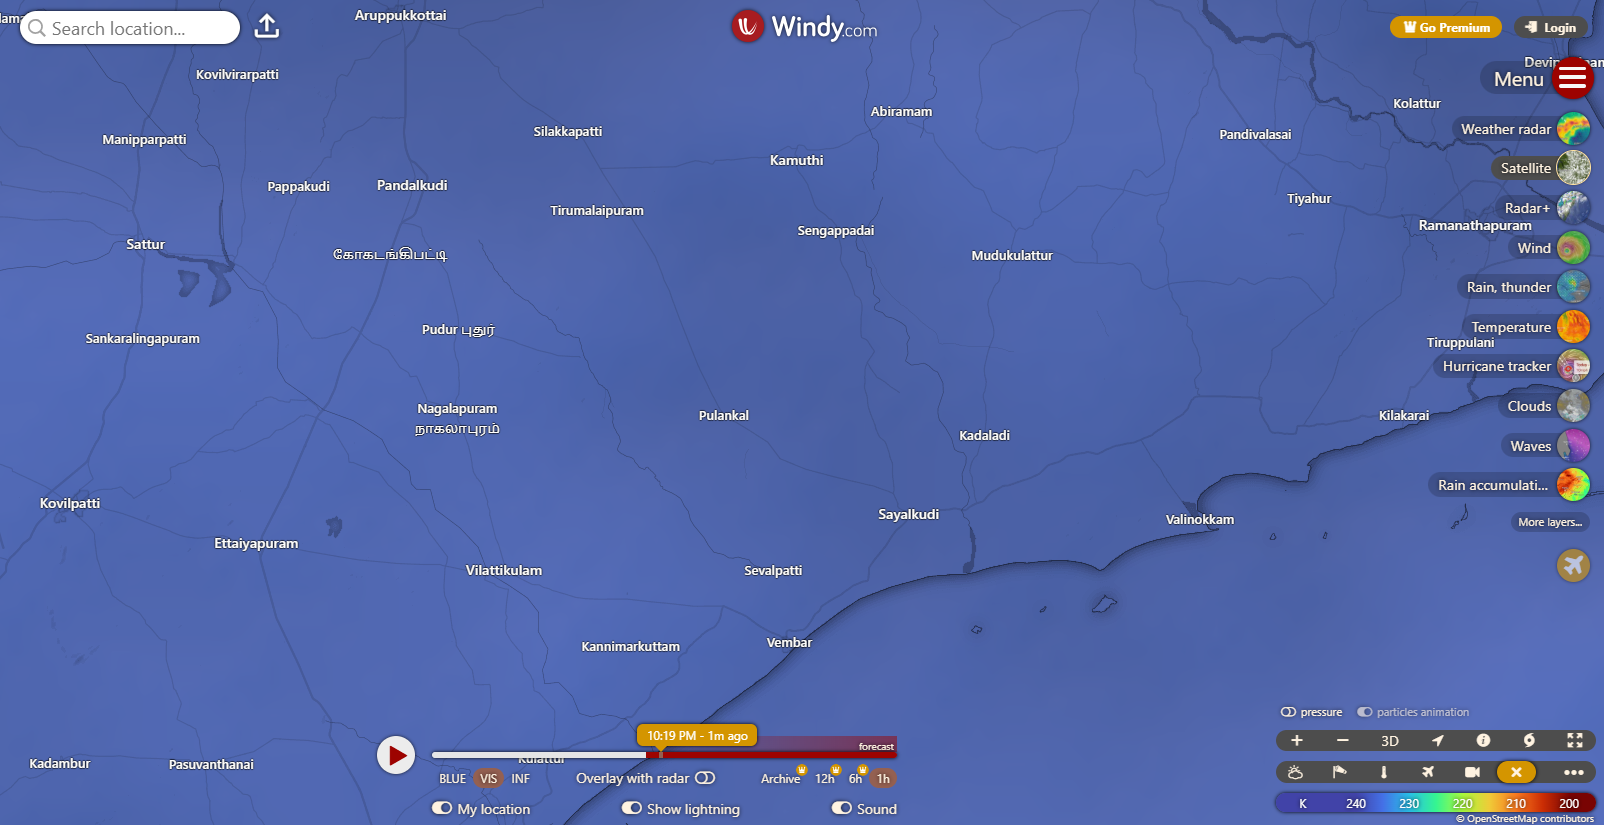 Search location...
Windy.com
Go Premium
Login
Menu
Weather radar
Satellite
Radar+
Wind
Rain, thunder
Temperature
Hurricane tracker
Clouds
Waves
Rain accumulati...
More layers...
Aruppukkottai
Kovilvirarpatti
Kolattur
Abiramam
Silakkapatti
Pandivalasai
Manipparpatti
Kamuthi
Pappakudi
Pandalkudi
Tiyahur
Tirumalaipuram
Ramanathapuram
Sengappadai
Sattur
கோகடங்கிபட்டி
Mudukulattur
Pudur புதுர்
Sankaralingapuram
Tiruppulani
Nagalapuram
நாகலாபுரம்
Pulankal
Kilakarai
Kadaladi
Kovilpatti
Sayalkudi
Valinokkam
Ettaiyapuram
Vilattikulam
Sevalpatti
Vembar
Kannimarkuttam
Kadambur
Pasuvanthanai
Kulattur
10:19 PM - 1m ago
forecast
BLUE VIS INF
Overlay with radar
Archive 12h 6h 1h
My location
Show lightning
Sound
pressure
particles animation
+ − 3D
K 240 230 220 210 200
© OpenStreetMap contributors